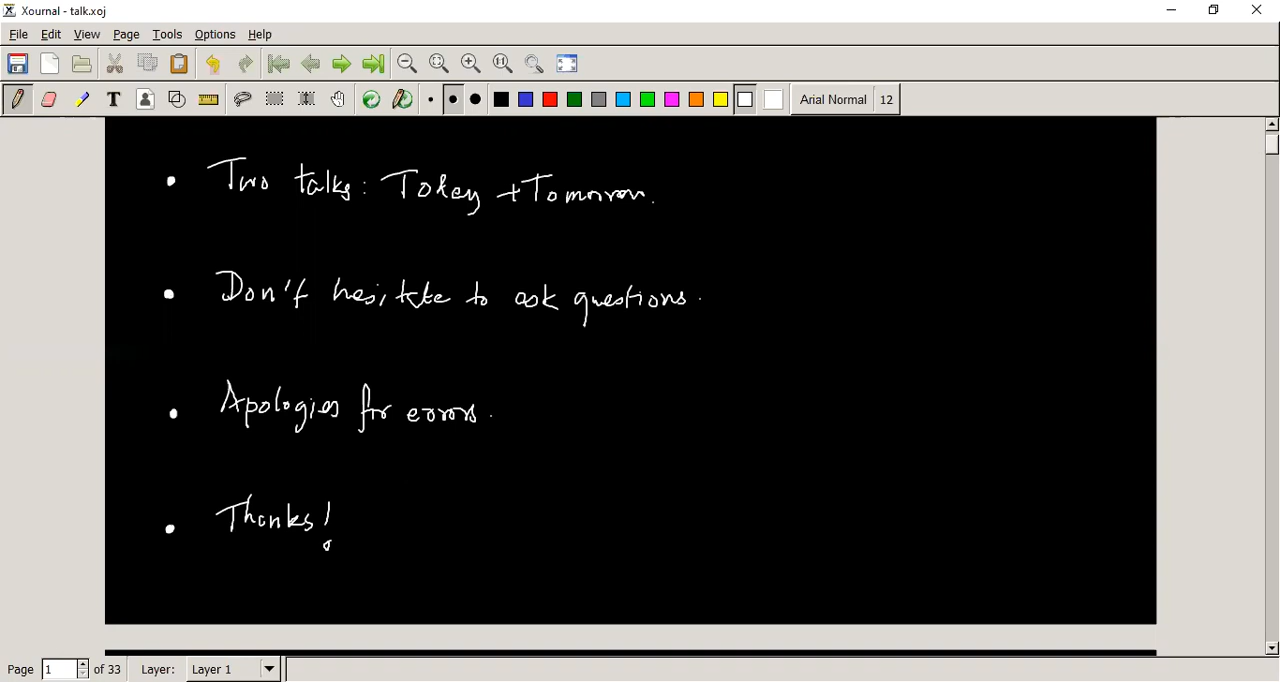 Xournal - talk.xoj
File Edit View Page Tools Options Help
T Arial Normal 12
• Two talks: Today + Tomorrow.
• Don't hesitate to ask questions.
• Apologies for errors.
• Thanks!
Page 1 of 33 Layer: Layer 1